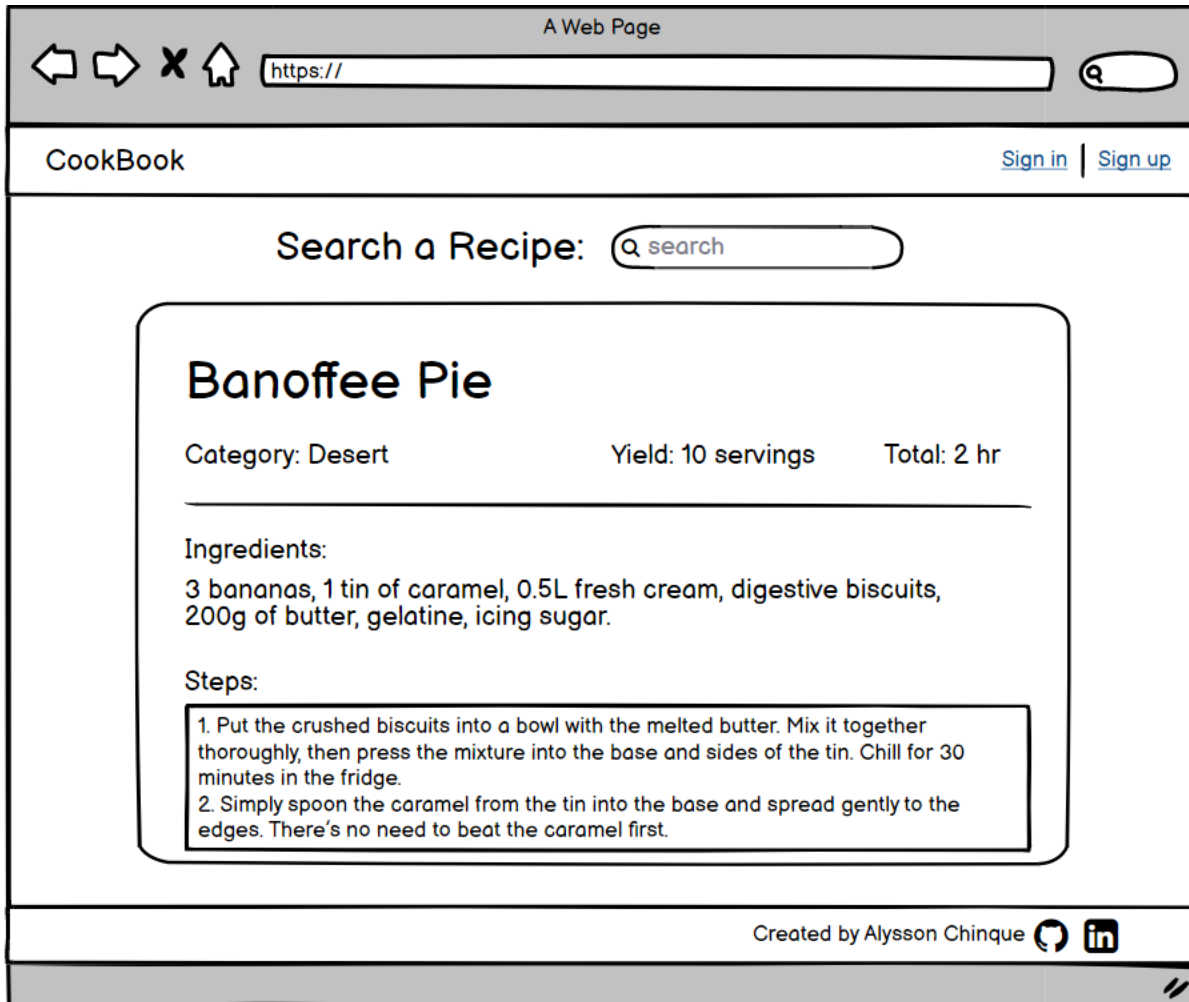 A Web Page
https://
CookBook
Sign in
Sign up
Search a Recipe:
search
Banoffee Pie
Category: Desert
Yield: 10 servings
Total: 2 hr
Ingredients:
3 bananas, 1 tin of caramel, 0.5L fresh cream, digestive biscuits,
200g of butter, gelatine, icing sugar.
Steps:
1. Put the crushed biscuits into a bowl with the melted butter. Mix it together
thoroughly, then press the mixture into the base and sides of the tin. Chill for 30
minutes in the fridge.
2. Simply spoon the caramel from the tin into the base and spread gently to the
edges. There's no need to beat the caramel first.
Created by Alysson Chinque
in